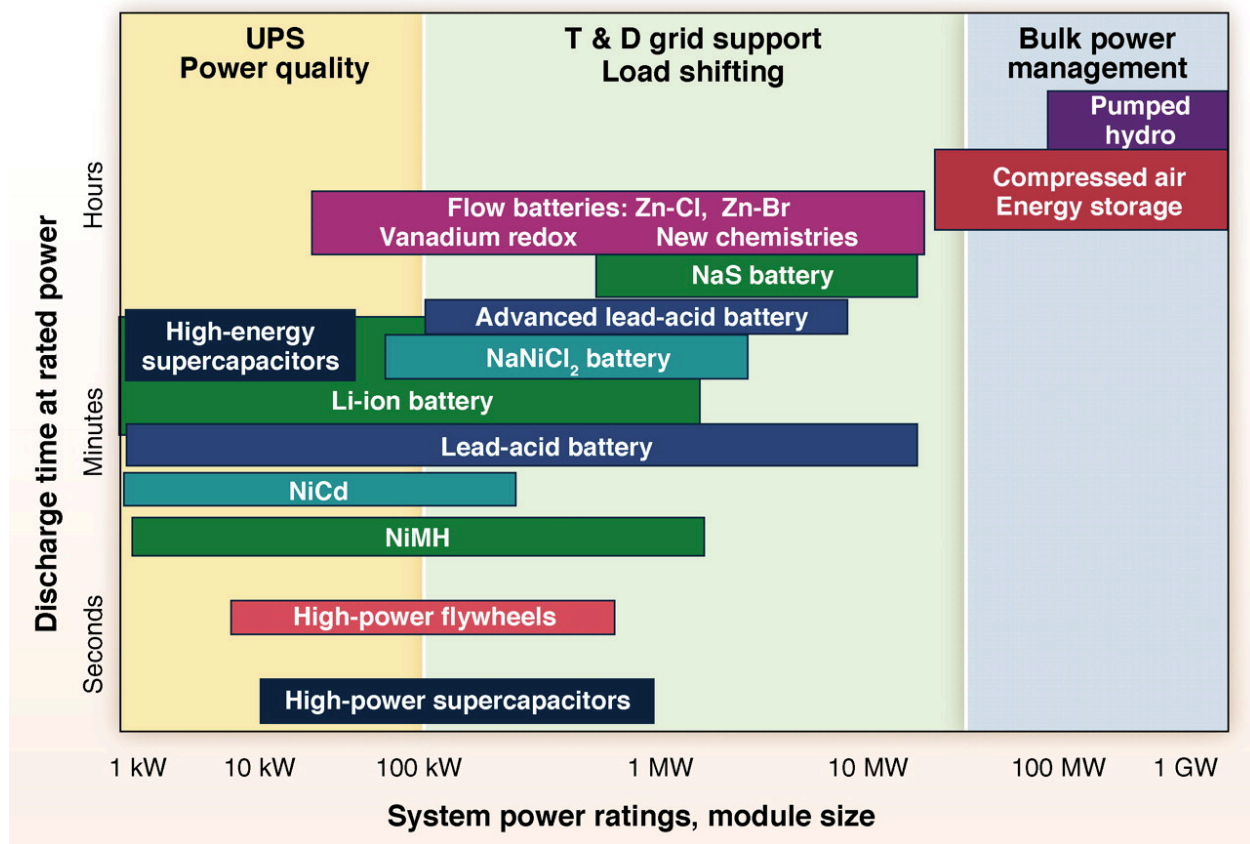 UPS
Power quality
T & D grid support
Load shifting
Bulk power
management
Pumped
hydro
Compressed air
Energy storage
Flow batteries: Zn-Cl, Zn-Br
Vanadium redox New chemistries
NaS battery
Advanced lead-acid battery
High-energy
supercapacitors
NaNiCl₂ battery
Li-ion battery
Lead-acid battery
NiCd
NiMH
High-power flywheels
High-power supercapacitors
Discharge time at rated power
Hours
Minutes
Seconds
1 kW 10 kW 100 kW 1 MW 10 MW 100 MW 1 GW
System power ratings, module size